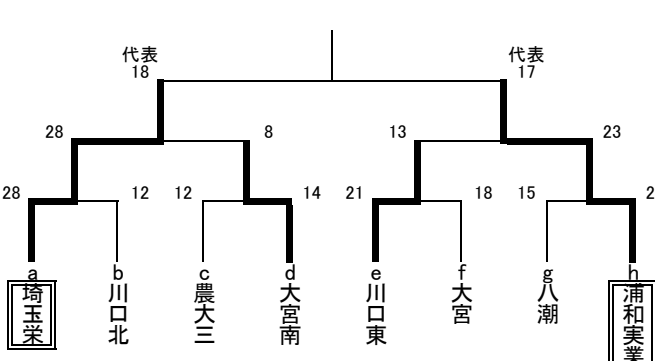 代表 代表
18 17
28 8 13 23
28 12 12 14 21 18 15 2
a b c d e f g h
埼玉栄
川口北
農大三
大宮南
川口東
大宮
八潮
浦和実業